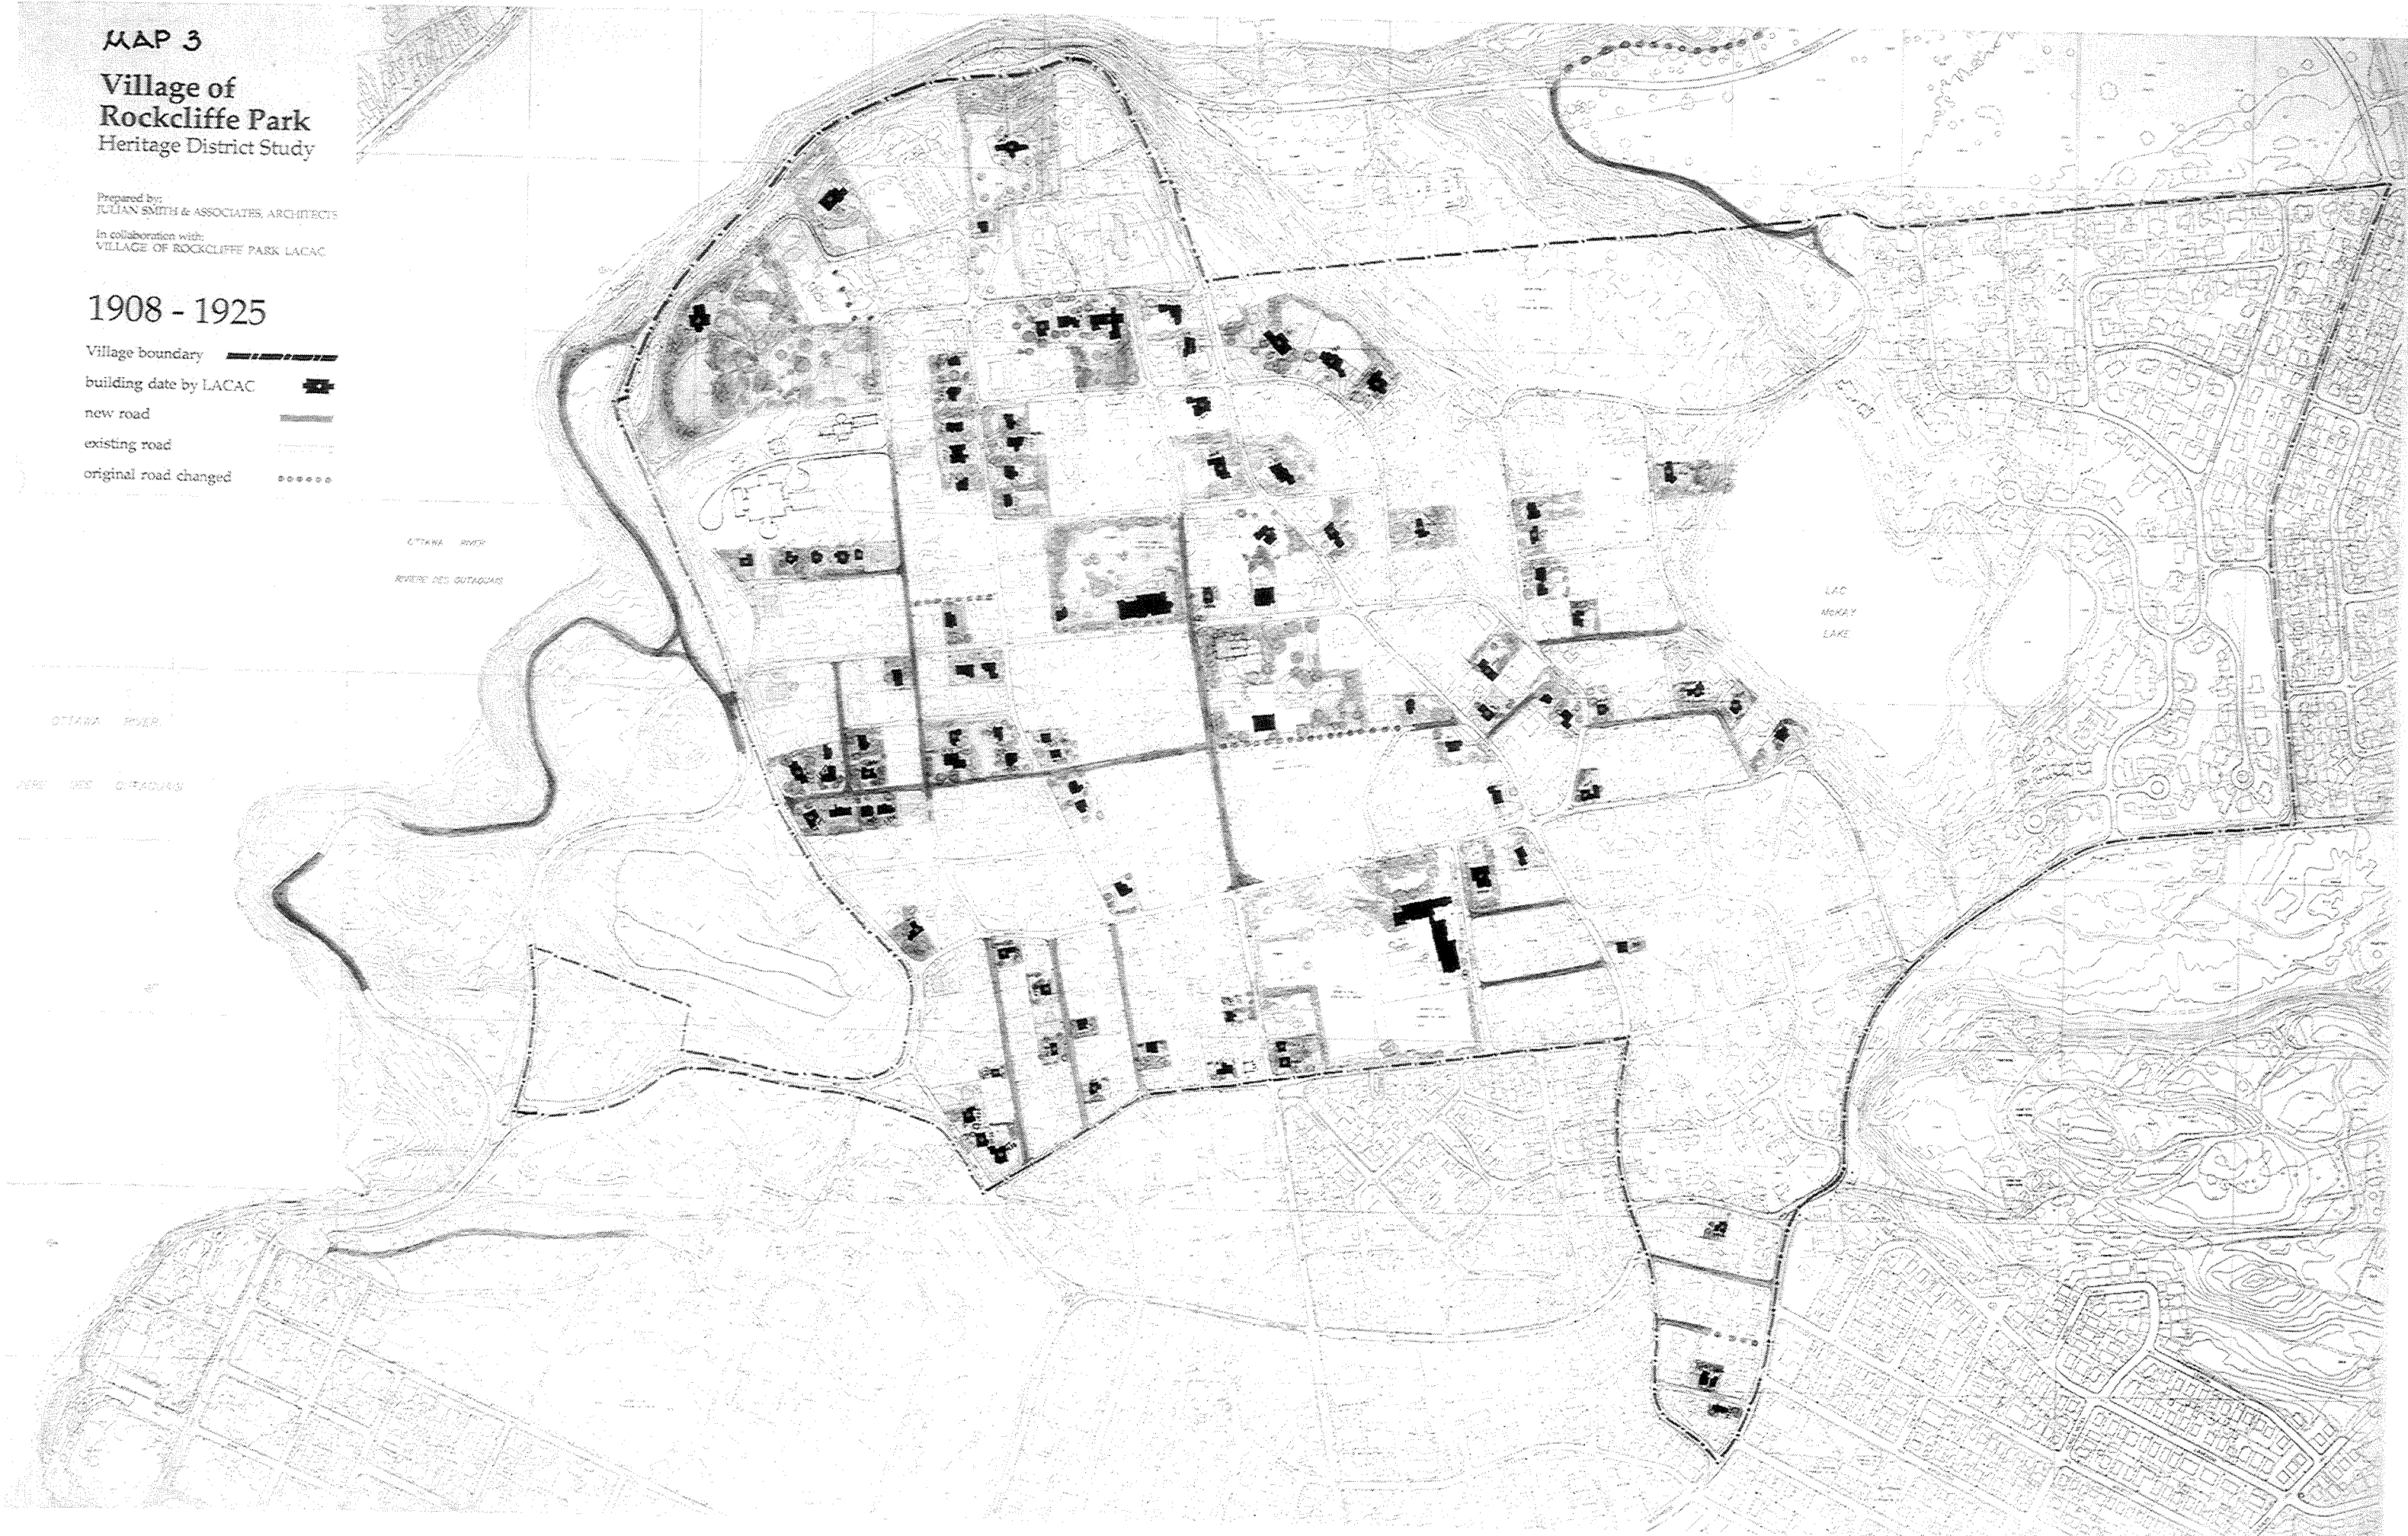 MAP 3
Village of
Rockcliffe Park
Heritage District Study
Prepared by:
JULIAN SMITH & ASSOCIATES, ARCHITECTS
In collaboration with:
VILLAGE OF ROCKCLIFFE PARK LACAC
1908 - 1925
Village boundary
building date by LACAC
new road
existing road
original road changed
OTTAWA RIVER
RIVIERE DES OUTAOUAIS
OTTAWA RIVER
DES OUTAOUAIS
LAC
McKAY
LAKE